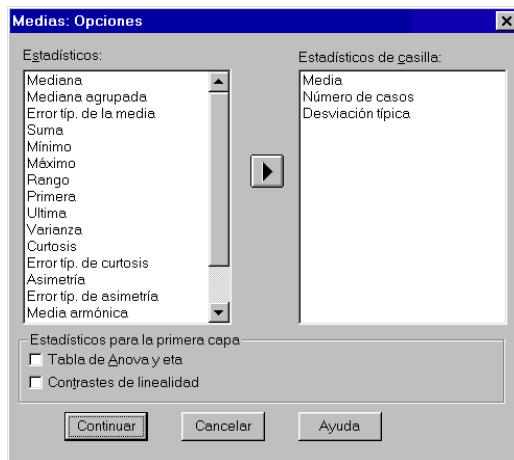 Medias: Opciones
Estadísticos:
Mediana
Mediana agrupada
Error típ. de la media
Suma
Mínimo
Máximo
Rango
Primera
Ultima
Varianza
Curtosis
Error típ. de curtosis
Asimetría
Error típ. de asimetría
Media armónica
Estadísticos de casilla:
Media
Número de casos
Desviación típica
Estadísticos para la primera capa
Tabla de Anova y eta
Contrastes de linealidad
Continuar
Cancelar
Ayuda